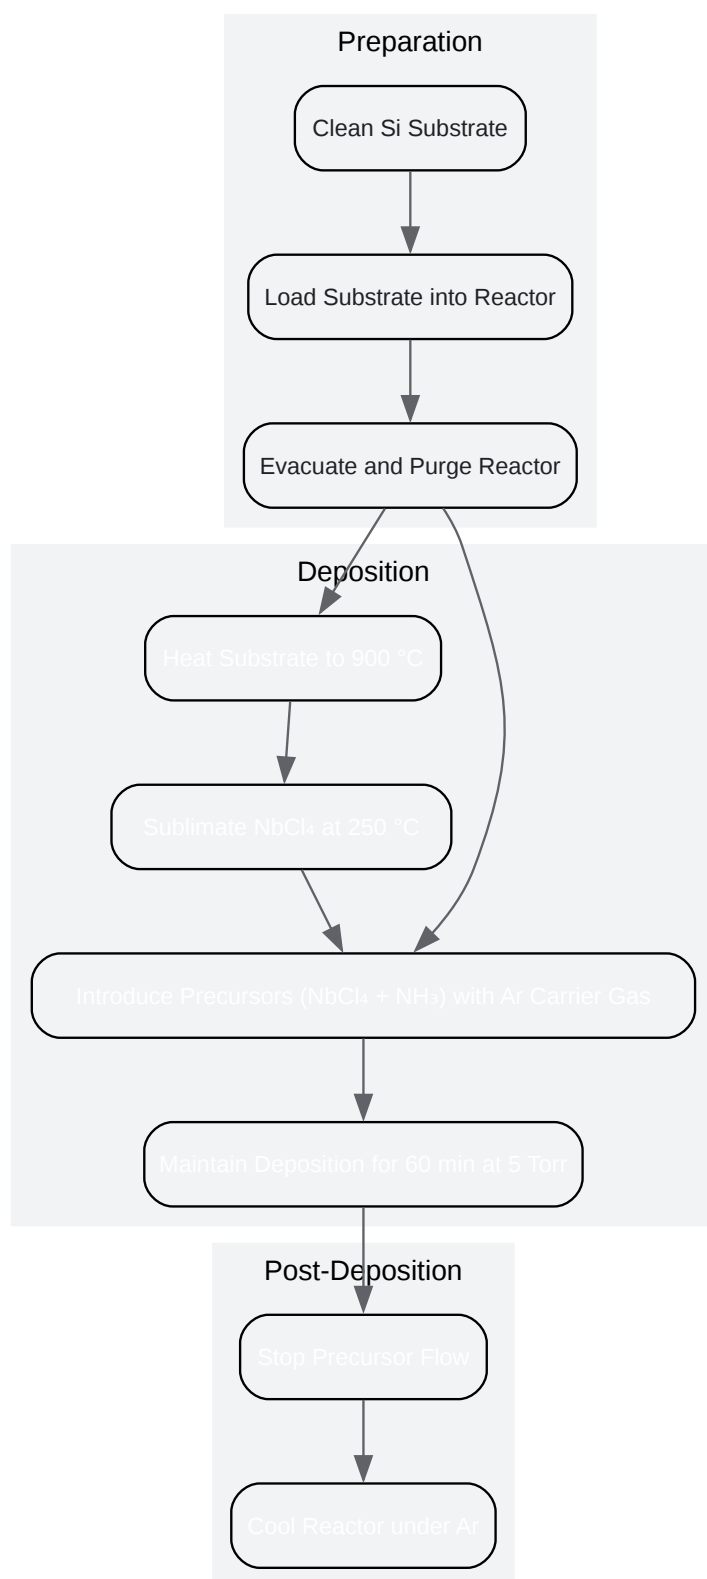 Preparation
Clean Si Substrate
Load Substrate into Reactor
Evacuate and Purge Reactor
Deposition
Heat Substrate to 900 °C
Sublimate NbCl₄ at 250 °C
Introduce Precursors (NbCl₄ + NH₃) with Ar Carrier Gas
Maintain Deposition for 60 min at 5 Torr
Post-Deposition
Stop Precursor Flow
Cool Reactor under Ar